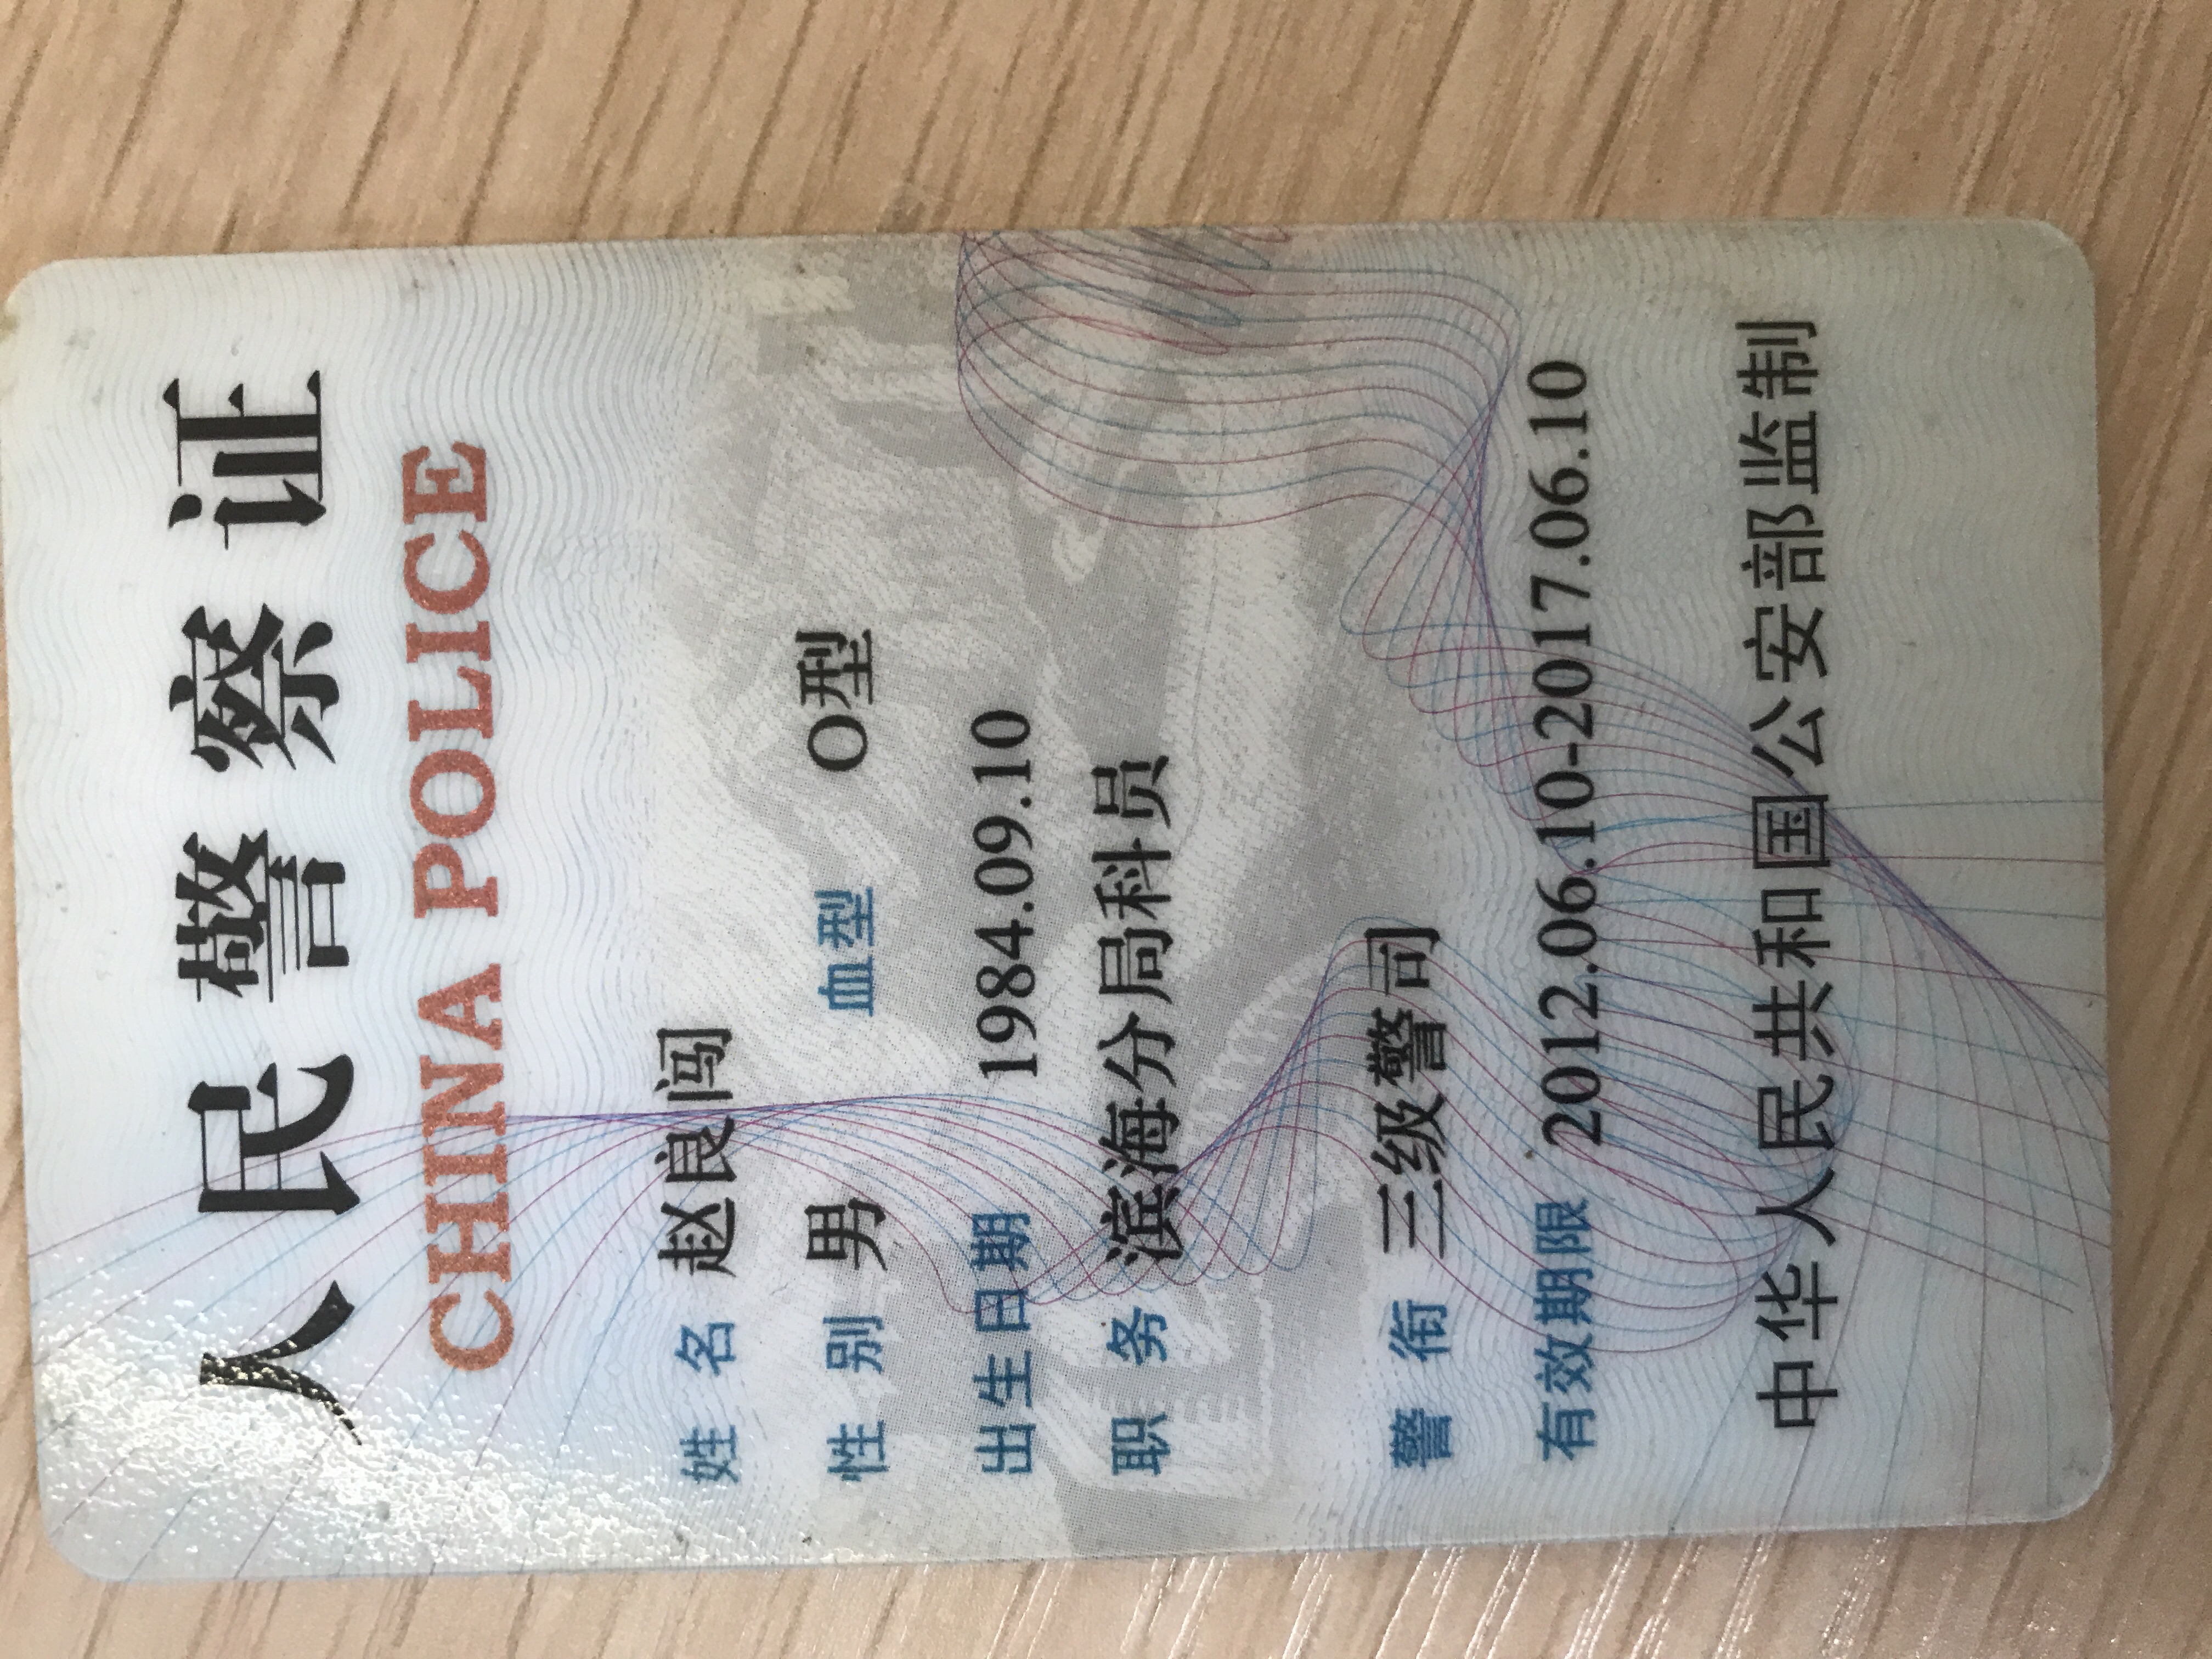 人民警察证
CHINA POLICE
姓 名 赵良闯
性 别 男 血型 O型
出生日期 1984.09.10
职 务 滨海分局科员
警 衔 三级警司
有效期限 2012.06.10-2017.06.10
中华人民共和国公安部监制